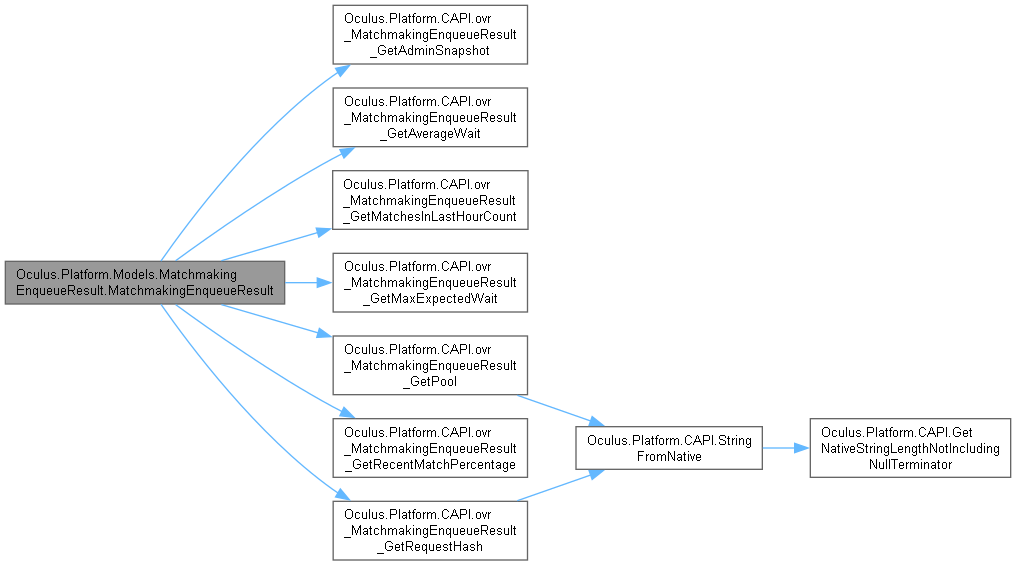 Oculus.Platform.CAPI.ovr
_MatchmakingEnqueueResult
_GetAdminSnapshot
Oculus.Platform.CAPI.ovr
_MatchmakingEnqueueResult
_GetAverageWait
Oculus.Platform.CAPI.ovr
_MatchmakingEnqueueResult
_GetMatchesInLastHourCount
Oculus.Platform.Models.Matchmaking
EnqueueResult.MatchmakingEnqueueResult
Oculus.Platform.CAPI.ovr
_MatchmakingEnqueueResult
_GetMaxExpectedWait
Oculus.Platform.CAPI.ovr
_MatchmakingEnqueueResult
_GetPool
Oculus.Platform.CAPI.ovr
_MatchmakingEnqueueResult
_GetRecentMatchPercentage
Oculus.Platform.CAPI.ovr
_MatchmakingEnqueueResult
_GetRequestHash
Oculus.Platform.CAPI.String
FromNative
Oculus.Platform.CAPI.Get
NativeStringLengthNotIncluding
NullTerminator